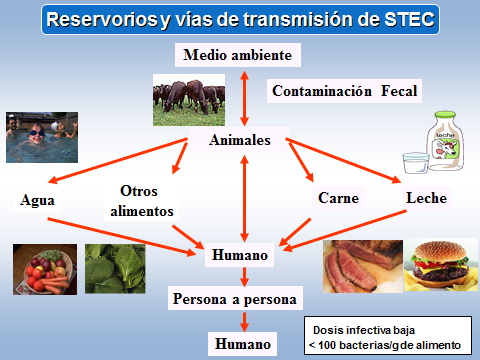 Reservorios y vías de transmisión de STEC
Medio ambiente
Contaminación Fecal
leche
Animales
Agua
Otros
alimentos
Carne
Leche
Humano
Persona a persona
Humano
Dosis infectiva baja
< 100 bacterias/g de alimento